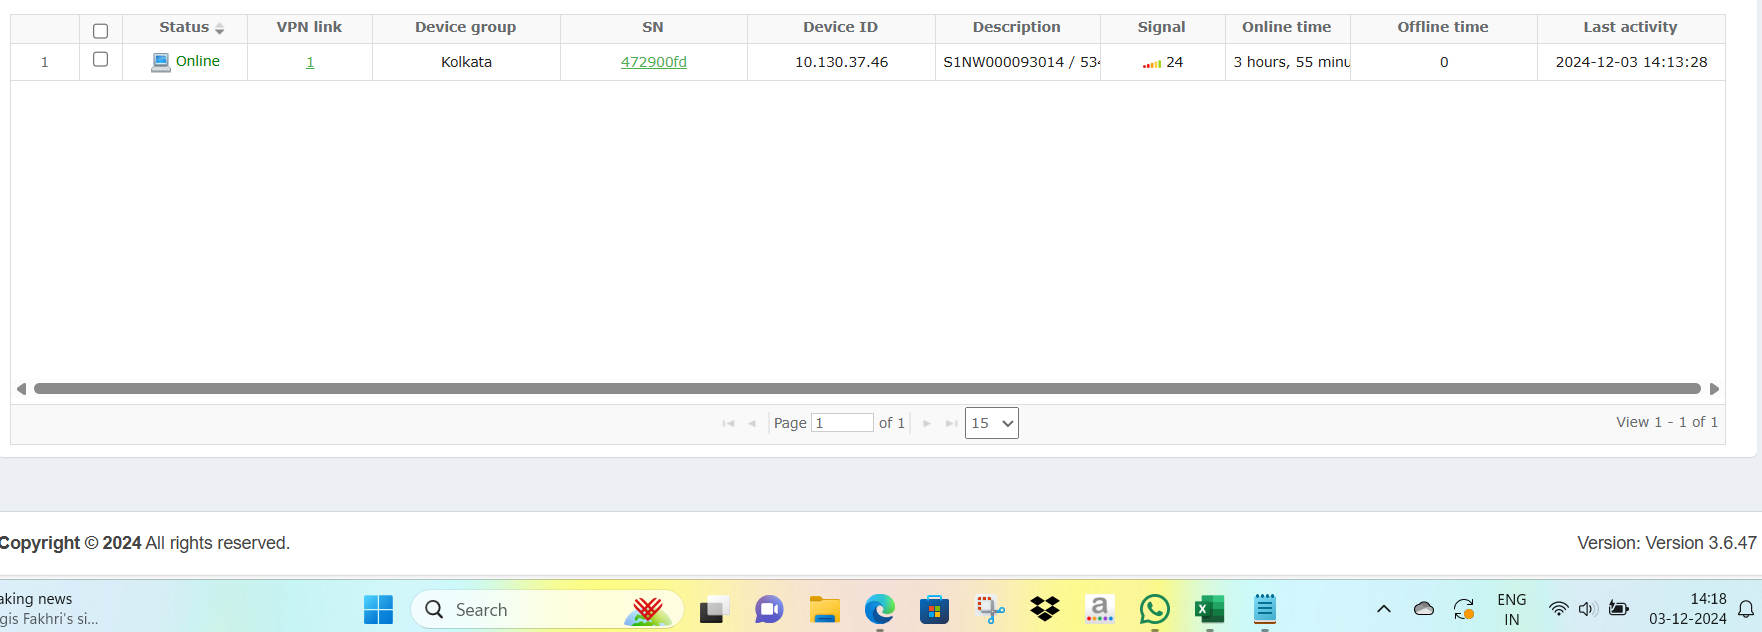 Status VPN link Device group SN Device ID Description Signal Online time Offline time Last activity
1 Online 1 Kolkata 472900fd 10.130.37.46 S1NW000093014 / 534 24 3 hours, 55 minu 0 2024-12-03 14:13:28
Page 1 of 1 15 View 1 - 1 of 1
Copyright © 2024 All rights reserved. Version: Version 3.6.47
aking news
gis Fakhri's si...
Search
a
X
ENG
IN
14:18
03-12-2024